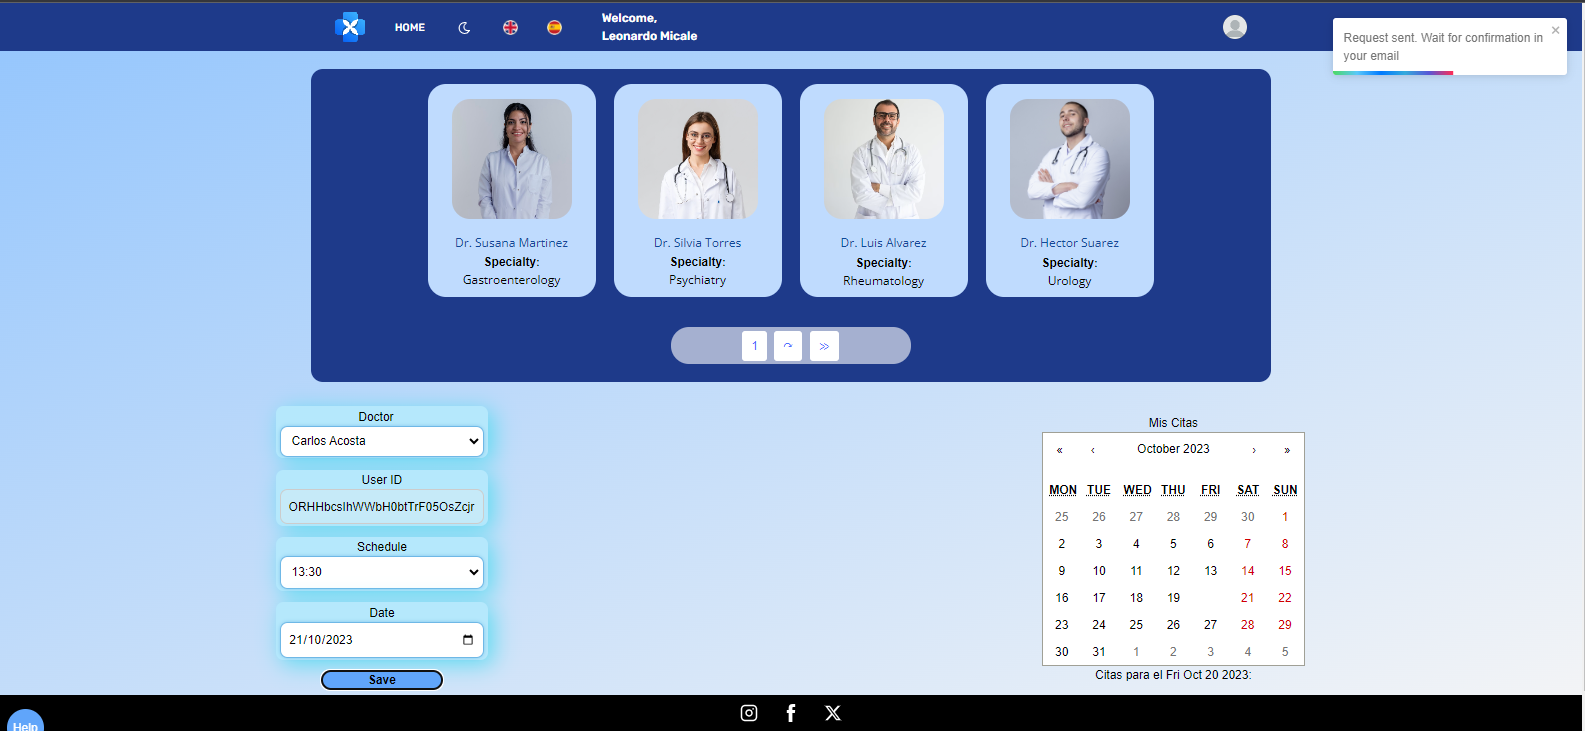 HOME
Welcome,
Leonardo Micale
Request sent. Wait for confirmation in
your email
Dr. Susana Martinez
Specialty:
Gastroenterology
Dr. Silvia Torres
Specialty:
Psychiatry
Dr. Luis Alvarez
Specialty:
Rheumatology
Dr. Hector Suarez
Specialty:
Urology
1
Doctor
Carlos Acosta
User ID
ORHHbcsIhWWbH0btTrF05OsZcjr
Schedule
13:30
Date
21/10/2023
Save
Mis Citas
« ‹ October 2023 › »
MON TUE WED THU FRI SAT SUN
25 26 27 28 29 30 1
2 3 4 5 6 7 8
9 10 11 12 13 14 15
16 17 18 19 21 22
23 24 25 26 27 28 29
30 31 1 2 3 4 5
Citas para el Fri Oct 20 2023:
Help